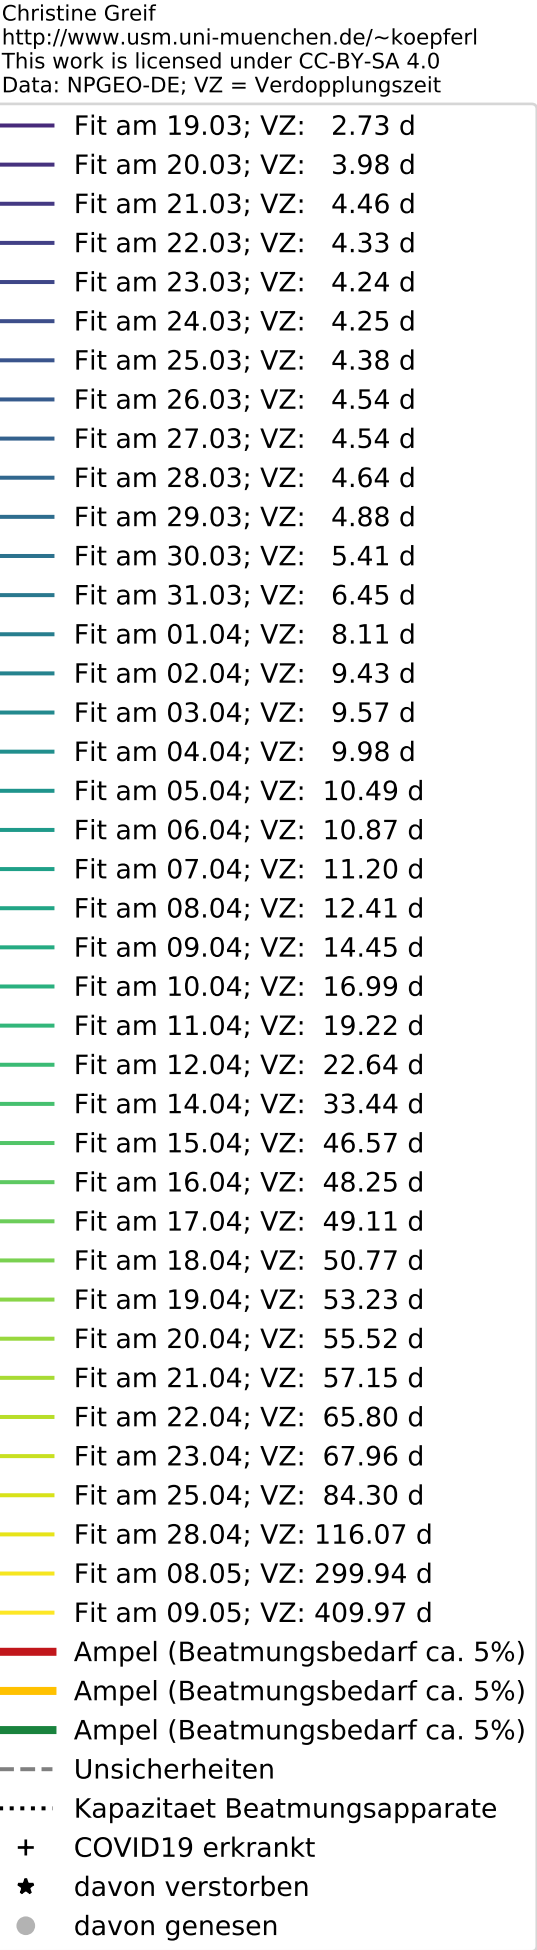 Christine Greif
http://www.usm.uni-muenchen.de/~koepferl
This work is licensed under CC-BY-SA 4.0
Data: NPGEO-DE; VZ = Verdopplungszeit
Fit am 19.03; VZ: 2.73 d
Fit am 20.03; VZ: 3.98 d
Fit am 21.03; VZ: 4.46 d
Fit am 22.03; VZ: 4.33 d
Fit am 23.03; VZ: 4.24 d
Fit am 24.03; VZ: 4.25 d
Fit am 25.03; VZ: 4.38 d
Fit am 26.03; VZ: 4.54 d
Fit am 27.03; VZ: 4.54 d
Fit am 28.03; VZ: 4.64 d
Fit am 29.03; VZ: 4.88 d
Fit am 30.03; VZ: 5.41 d
Fit am 31.03; VZ: 6.45 d
Fit am 01.04; VZ: 8.11 d
Fit am 02.04; VZ: 9.43 d
Fit am 03.04; VZ: 9.57 d
Fit am 04.04; VZ: 9.98 d
Fit am 05.04; VZ: 10.49 d
Fit am 06.04; VZ: 10.87 d
Fit am 07.04; VZ: 11.20 d
Fit am 08.04; VZ: 12.41 d
Fit am 09.04; VZ: 14.45 d
Fit am 10.04; VZ: 16.99 d
Fit am 11.04; VZ: 19.22 d
Fit am 12.04; VZ: 22.64 d
Fit am 14.04; VZ: 33.44 d
Fit am 15.04; VZ: 46.57 d
Fit am 16.04; VZ: 48.25 d
Fit am 17.04; VZ: 49.11 d
Fit am 18.04; VZ: 50.77 d
Fit am 19.04; VZ: 53.23 d
Fit am 20.04; VZ: 55.52 d
Fit am 21.04; VZ: 57.15 d
Fit am 22.04; VZ: 65.80 d
Fit am 23.04; VZ: 67.96 d
Fit am 25.04; VZ: 84.30 d
Fit am 28.04; VZ: 116.07 d
Fit am 08.05; VZ: 299.94 d
Fit am 09.05; VZ: 409.97 d
Ampel (Beatmungsbedarf ca. 5%)
Ampel (Beatmungsbedarf ca. 5%)
Ampel (Beatmungsbedarf ca. 5%)
Unsicherheiten
Kapazitaet Beatmungsapparate
COVID19 erkrankt
davon verstorben
davon genesen